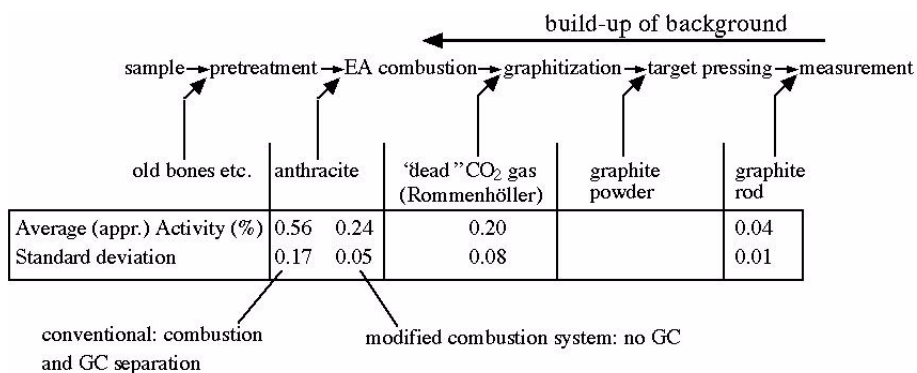 build-up of background
sample→pretreatment→EA combustion→graphitization→target pressing→measurement
old bones etc. anthracite “dead” CO₂ gas graphite graphite
(Rommenhöller) powder rod
Average (appr.) Activity (%) 0.56 0.24 0.20 0.04
Standard deviation 0.17 0.05 0.08 0.01
conventional: combustion modified combustion system: no GC
and GC separation